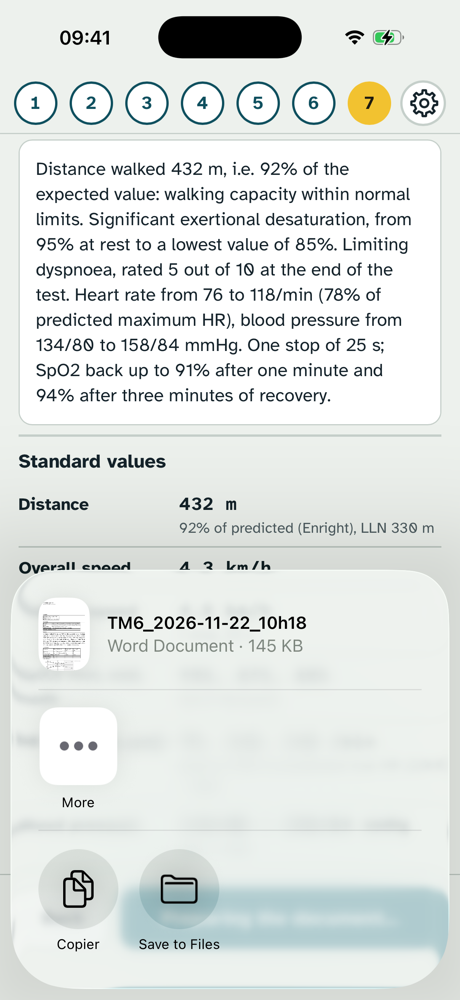 09:41
1 2 3 4 5 6 7
Distance walked 432 m, i.e. 92% of the
expected value: walking capacity within normal
limits. Significant exertional desaturation, from
95% at rest to a lowest value of 85%. Limiting
dyspnoea, rated 5 out of 10 at the end of the
test. Heart rate from 76 to 118/min (78% of
predicted maximum HR), blood pressure from
134/80 to 158/84 mmHg. One stop of 25 s;
SpO2 back up to 91% after one minute and
94% after three minutes of recovery.
Standard values
Distance 432 m
92% of predicted (Enright), LLN 330 m
Overall speed 4.3 km/h
TM6_2026-11-22_10h18
Word Document · 145 KB
More
Copier Save to Files